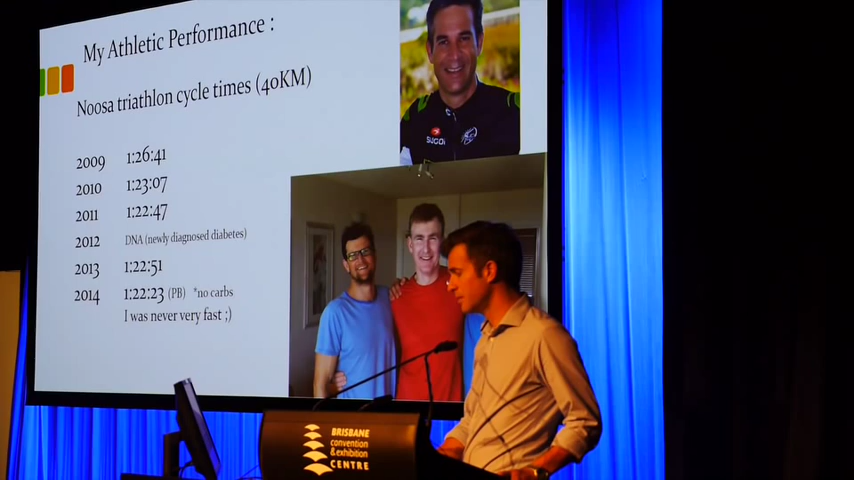 My Athletic Performance :
Noosa triathlon cycle times (40KM)
2009 1:26:41
2010 1:23:07
2011 1:22:47
2012 DNA (newly diagnosed diabetes)
2013 1:22:51
2014 1:22:23 (PB) *no carbs
I was never very fast ;)
SUGOI
BRISBANE
convention
& exhibition
CENTRE